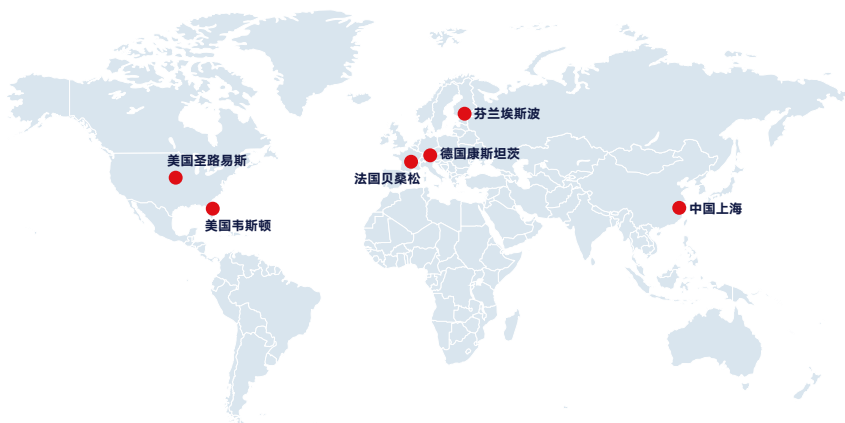 芬兰埃斯波
德国康斯坦茨
美国圣路易斯
法国贝桑松
中国上海
美国韦斯顿